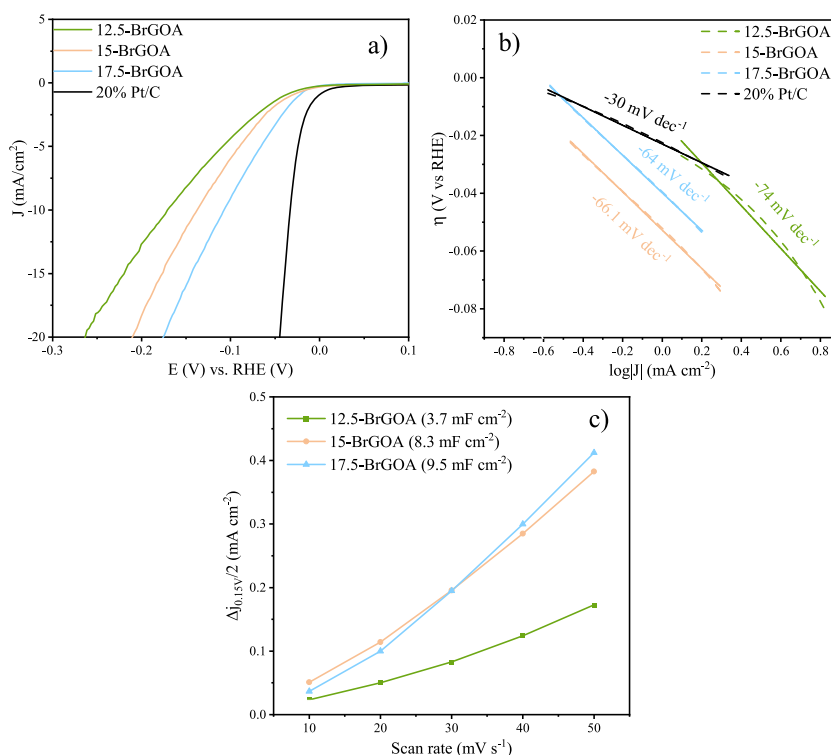 12.5-BrGOA
15-BrGOA
17.5-BrGOA
20% Pt/C
a)
5
0
-5
-10
-15
-20
J (mA/cm²)
-0.3
-0.2
-0.1
0.0
0.1
E (V) vs. RHE (V)
b)
12.5-BrGOA
15-BrGOA
17.5-BrGOA
20% Pt/C
0.02
0.00
-0.02
-0.04
-0.06
-0.08
η (V vs RHE)
-30 mV dec⁻¹
-64 mV dec⁻¹
-66.1 mV dec⁻¹
-74 mV dec⁻¹
-0.8
-0.6
-0.4
-0.2
0.0
0.2
0.4
0.6
0.8
log|J| (mA cm⁻²)
12.5-BrGOA (3.7 mF cm⁻²)
15-BrGOA (8.3 mF cm⁻²)
17.5-BrGOA (9.5 mF cm⁻²)
c)
0.5
0.4
0.3
0.2
0.1
0.0
Δj₀.₁₅ᵥ/2 (mA cm⁻²)
10
20
30
40
50
Scan rate (mV s⁻¹)